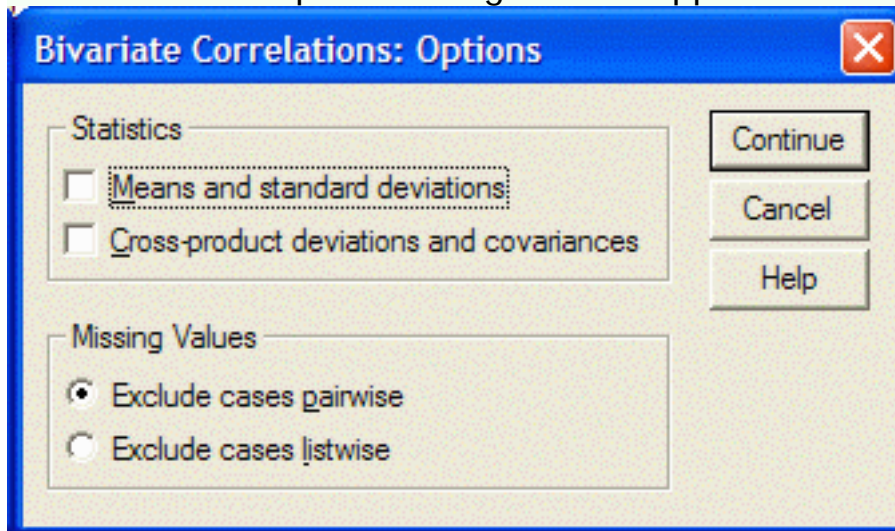 Bivariate Correlations: Options
Statistics
Means and standard deviations
Cross-product deviations and covariances
Continue
Cancel
Help
Missing Values
Exclude cases pairwise
Exclude cases listwise